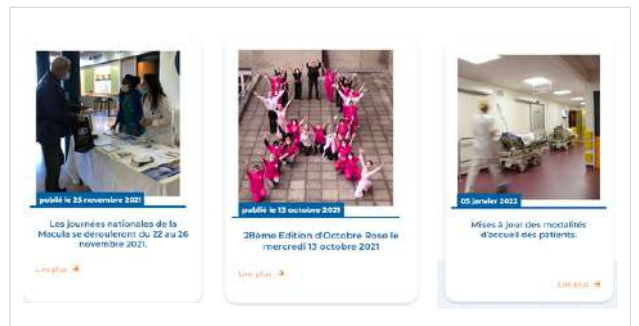 publié le 25 novembre 2021
Les journées nationales de la
Macula se dérouleront du 22 au 26
novembre 2021.
Lire plus →
publié le 13 octobre 2021
28ème Edition d'Octobre Rose le
mercredi 13 octobre 2021
Lire plus →
05 janvier 2022
Mises à jour des modalités
d'accueil des patients.
Lire plus →